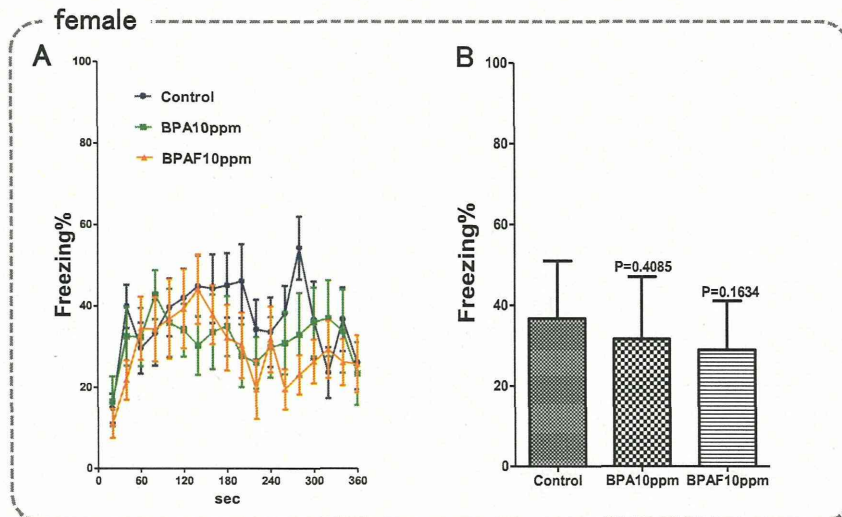 female
A
Freezing%
100
80
60
40
20
0
Control
BPA10ppm
BPAF10ppm
0 60 120 180 240 300 360
sec
B
Freezing%
100
80
60
40
20
0
P=0.4085
P=0.1634
Control BPA10ppm BPAF10ppm